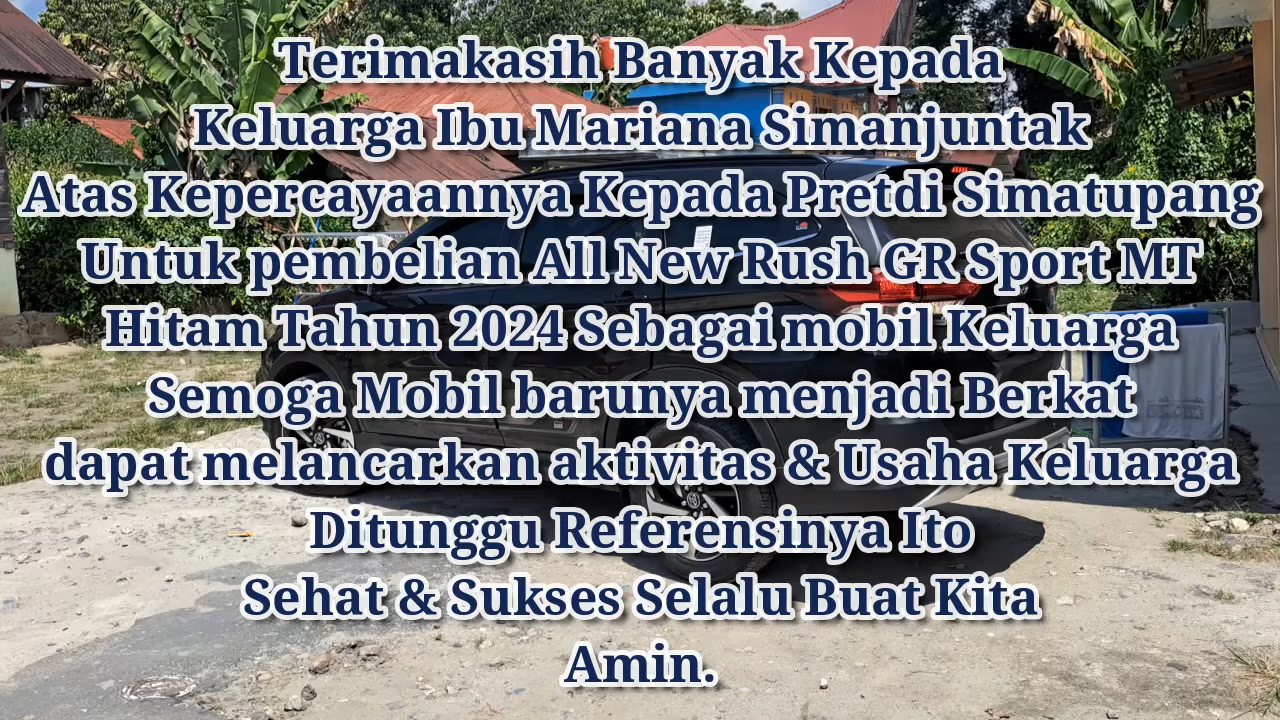 Terimakasih Banyak Kepada
Keluarga Ibu Mariana Simanjuntak
Atas Kepercayaannya Kepada Pretdi Simatupang
Untuk pembelian All New Rush GR Sport MT
Hitam Tahun 2024 Sebagai mobil Keluarga
Semoga Mobil barunya menjadi Berkat
dapat melancarkan aktivitas & Usaha Keluarga
Ditunggu Referensinya Ito
Sehat & Sukses Selalu Buat Kita
Amin.